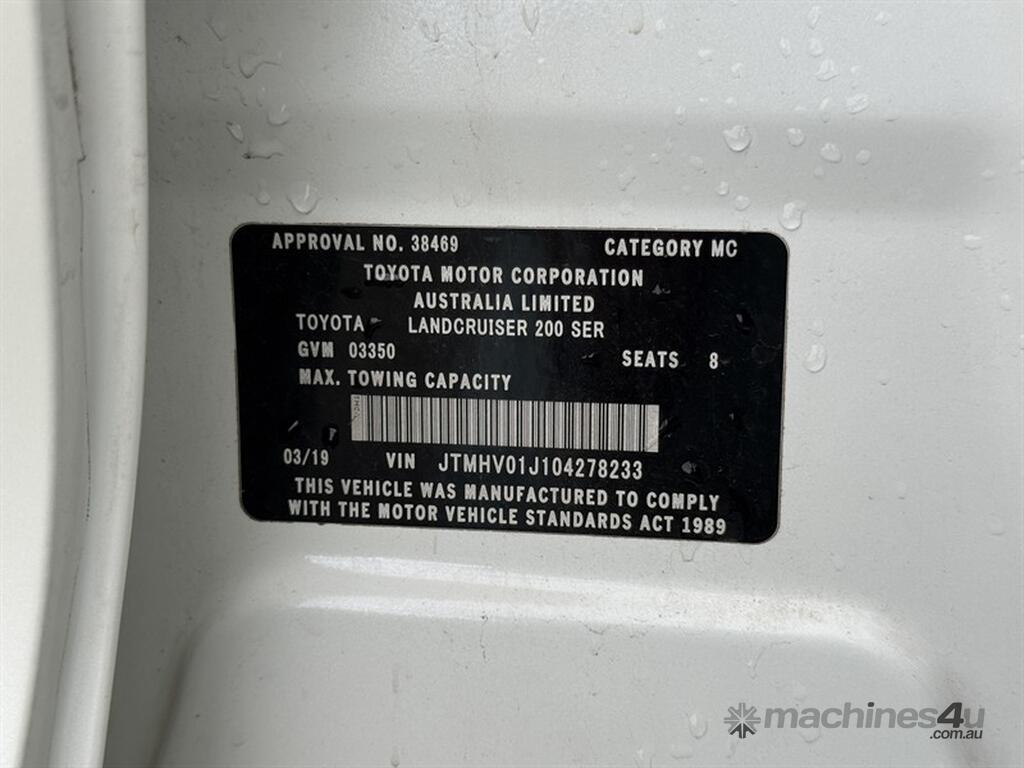 APPROVAL NO. 38469 CATEGORY MC
TOYOTA MOTOR CORPORATION
AUSTRALIA LIMITED
TOYOTA LANDCRUISER 200 SER
GVM 03350 SEATS 8
MAX. TOWING CAPACITY
03/19 VIN JTMHV01J104278233
THIS VEHICLE WAS MANUFACTURED TO COMPLY
WITH THE MOTOR VEHICLE STANDARDS ACT 1989
machines4u
.com.au